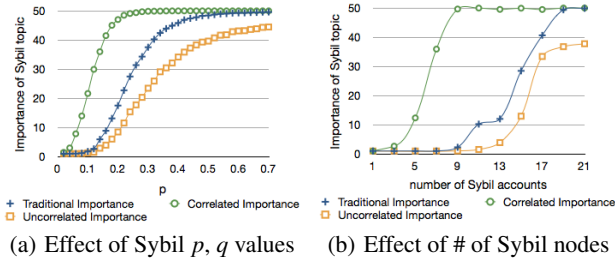 Importance of Sybil topic
50
40
30
20
10
0
0 0.1 0.2 0.3 0.4 0.5 0.6 0.7
p
Traditional Importance Correlated Importance
Uncorrelated Importance
(a) Effect of Sybil p, q values
Importance of Sybil topic
50
40
30
20
10
0
1 3 5 7 9 11 13 15 17 19 21
number of Sybil accounts
Traditional Importance Correlated Importance
Uncorrelated Importance
(b) Effect of # of Sybil nodes